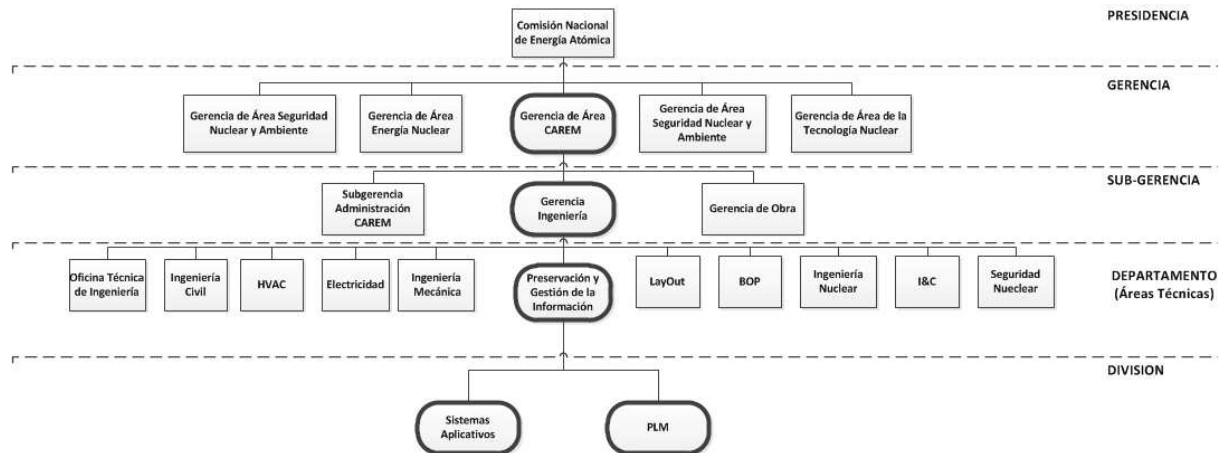 Comisión Nacional
de Energía Atómica
PRESIDENCIA
GERENCIA
Gerencia de Área Seguridad
Nuclear y Ambiente
Gerencia de Área
Energía Nuclear
Gerencia de Área
CAREM
Gerencia de Área
Seguridad Nuclear y
Ambiente
Gerencia de Área de la
Tecnología Nuclear
SUB-GERENCIA
Subgerencia
Administración
CAREM
Gerencia
Ingeniería
Gerencia de Obra
DEPARTAMENTO
(Áreas Técnicas)
Oficina Técnica
de Ingeniería
Ingeniería
Civil
HVAC
Electricidad
Ingeniería
Mecánica
Preservación y
Gestión de la
Información
LayOut
BOP
Ingeniería
Nuclear
I&C
Seguridad
Nueclear
DIVISION
Sistemas
Aplicativos
PLM